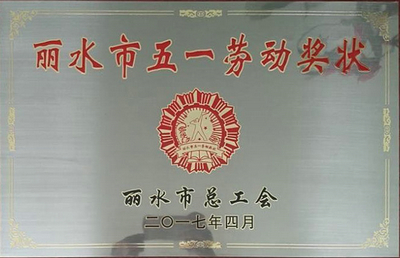 丽水市五一劳动奖状
丽水市总工会
二〇一七年四月